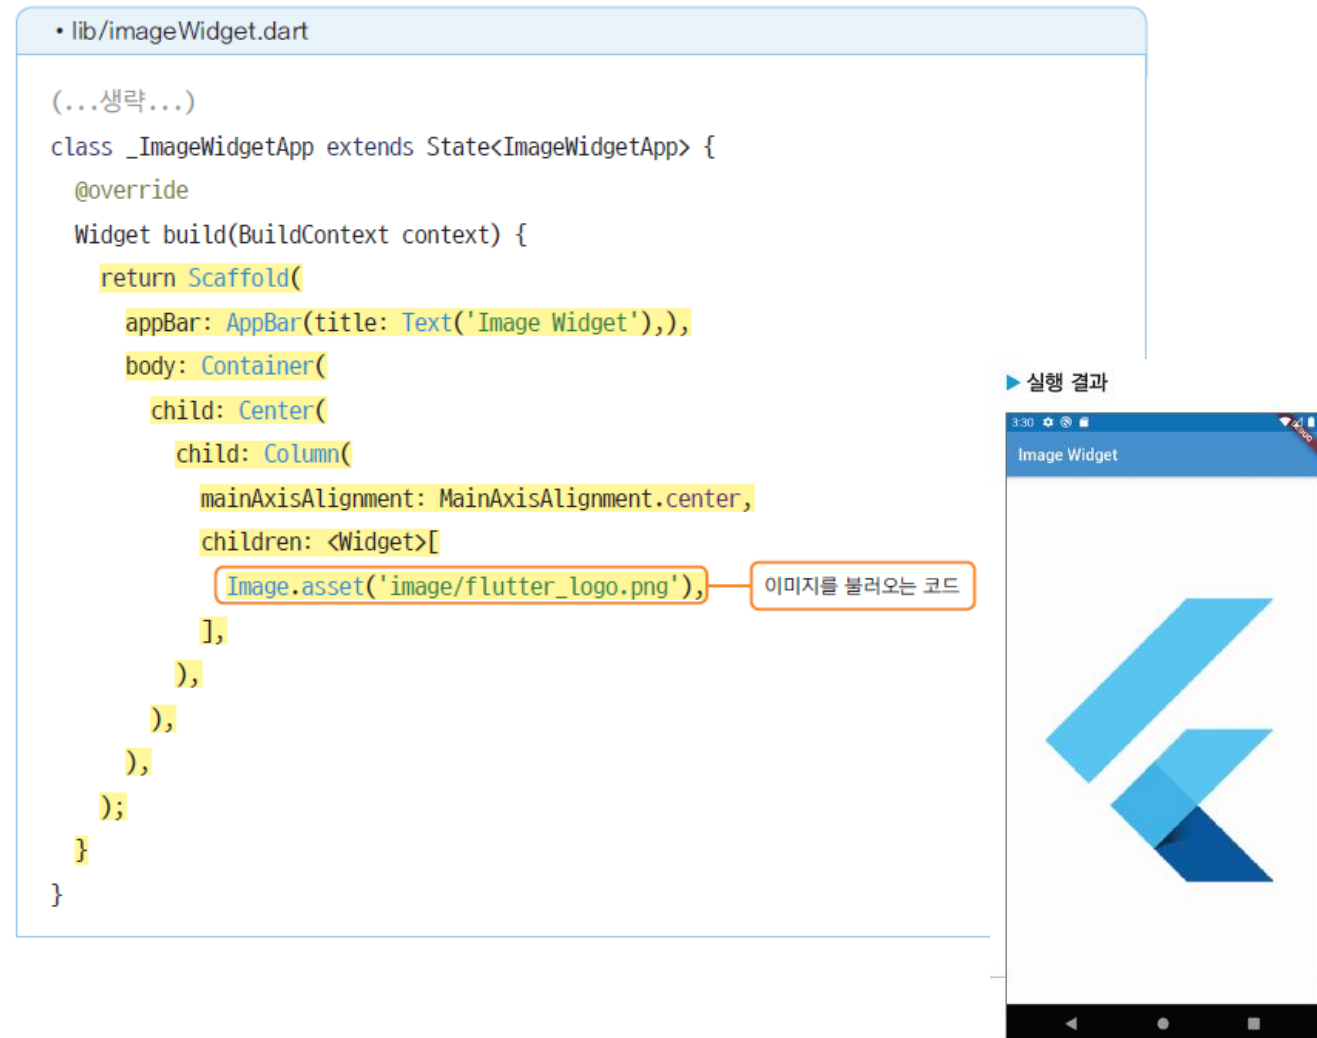 • lib/imageWidget.dart
(...생략...)
class _ImageWidgetApp extends State<ImageWidgetApp> {
@override
Widget build(BuildContext context) {
return Scaffold(
appBar: AppBar(title: Text('Image Widget'),),
body: Container(
child: Center(
child: Column(
mainAxisAlignment: MainAxisAlignment.center,
children: <Widget>[
Image.asset('image/flutter_logo.png'),
이미지를 불러오는 코드
],
),
),
),
);
}
}
▶ 실행 결과
3:30
DEBUG
Image Widget